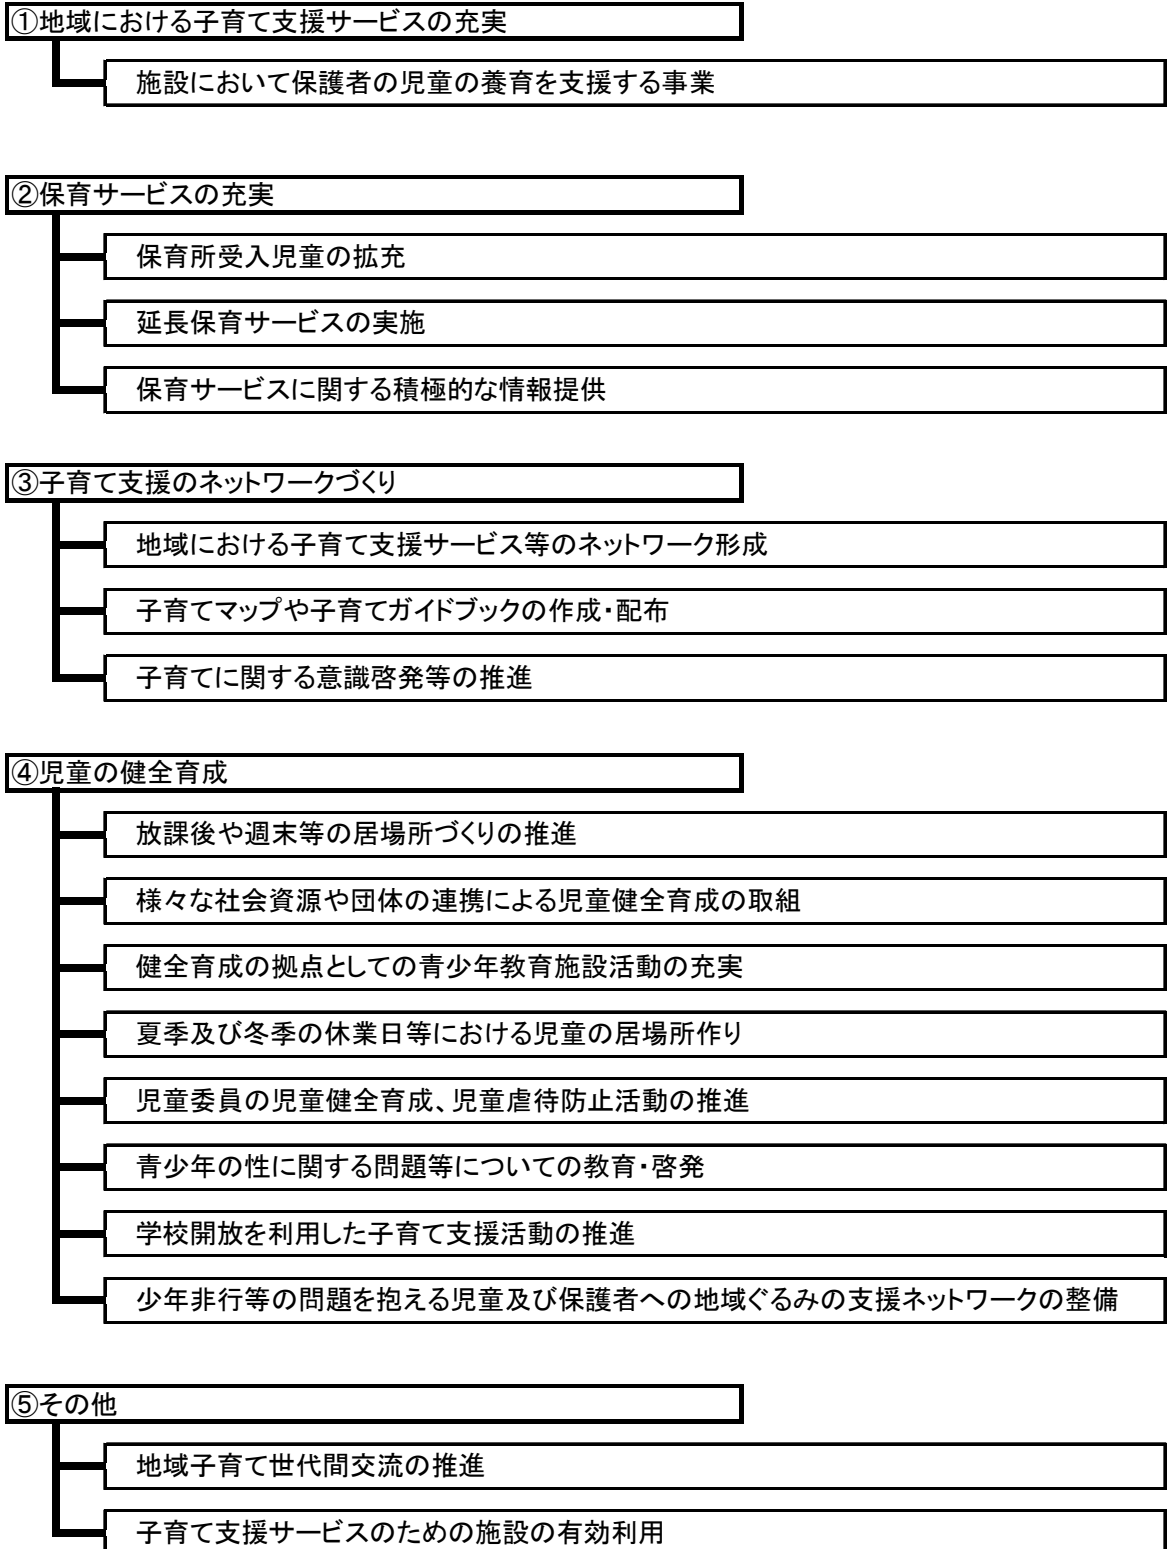 ①地域における子育て支援サービスの充実
施設において保護者の児童の養育を支援する事業
②保育サービスの充実
保育所受入児童の拡充
延長保育サービスの実施
保育サービスに関する積極的な情報提供
③子育て支援のネットワークづくり
地域における子育て支援サービス等のネットワーク形成
子育てマップや子育てガイドブックの作成・配布
子育てに関する意識啓発等の推進
④児童の健全育成
放課後や週末等の居場所づくりの推進
様々な社会資源や団体の連携による児童健全育成の取組
健全育成の拠点としての青少年教育施設活動の充実
夏季及び冬季の休業日等における児童の居場所作り
児童委員の児童健全育成、児童虐待防止活動の推進
青少年の性に関する問題等についての教育・啓発
学校開放を利用した子育て支援活動の推進
少年非行等の問題を抱える児童及び保護者への地域ぐるみの支援ネットワークの整備
⑤その他
地域子育て世代間交流の推進
子育て支援サービスのための施設の有効利用